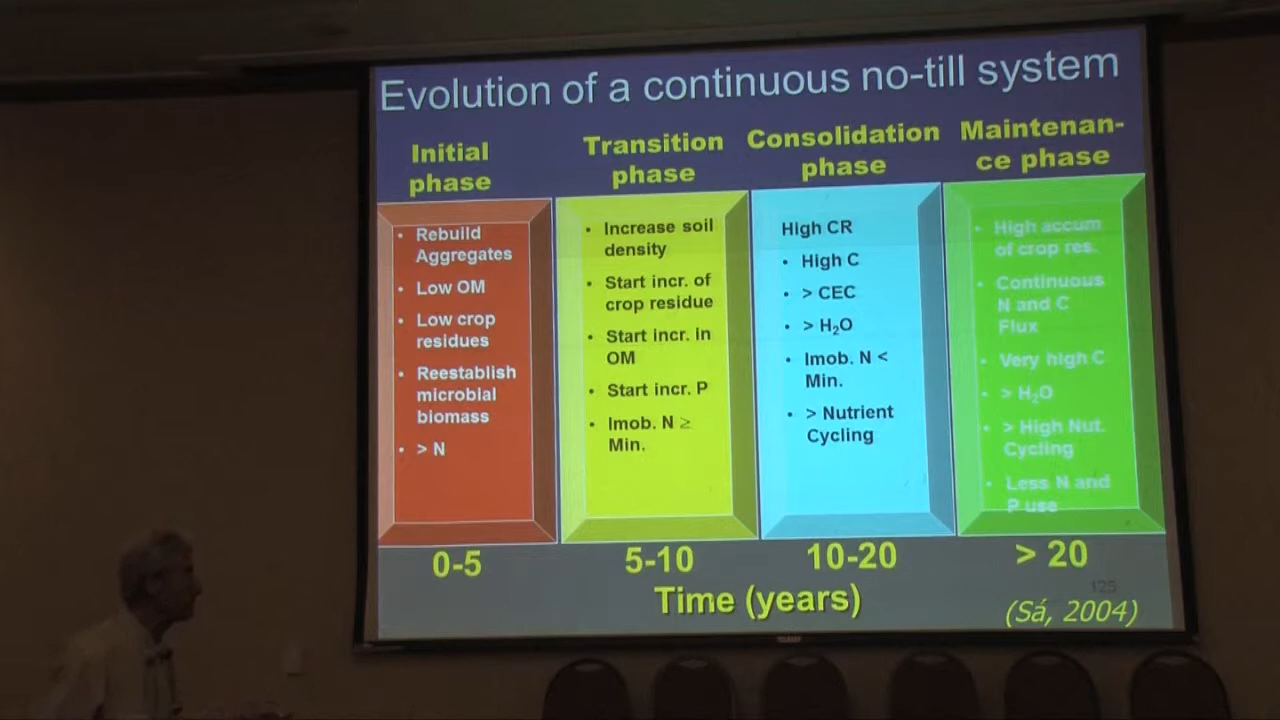 Evolution of a continuous no-till system
Initial
phase
• Rebuild
Aggregates
• Low OM
• Low crop
residues
• Reestablish
microbial
biomass
• > N
0-5
Transition
phase
• Increase soil
density
• Start incr. of
crop residue
• Start incr. in
OM
• Start incr. P
• Imob. N ≥
Min.
5-10
Consolidation
phase
High CR
• High C
• > CEC
• > H₂O
• Imob. N <
Min.
• > Nutrient
Cycling
10-20
Maintenan-
ce phase
• High accum
of crop res.
• Continuous
N and C
Flux
• Very high C
• > H₂O
• > High Nut.
Cycling
• Less N and
P use
> 20
Time (years)
125
(Sá, 2004)